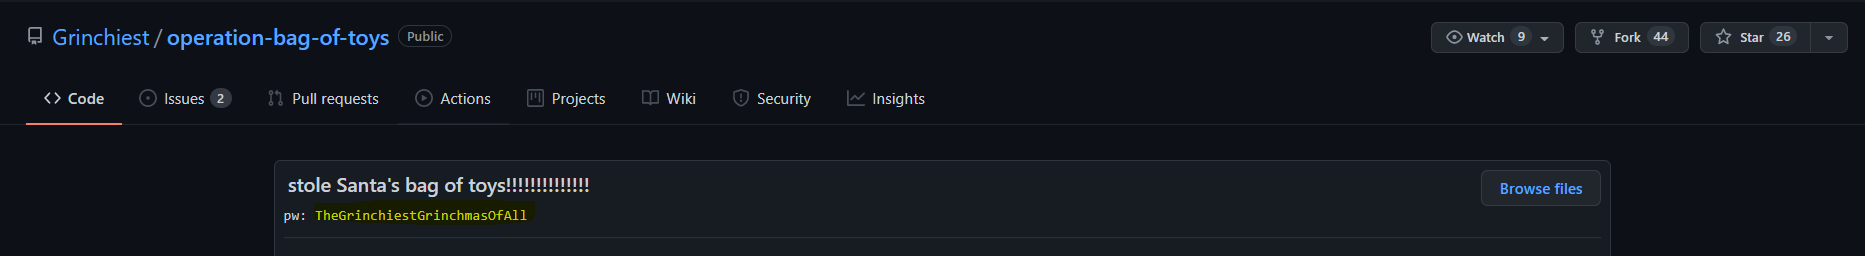 Grinchiest / operation-bag-of-toys Public Watch 9 Fork 44 Star 26
Code Issues 2 Pull requests Actions Projects Wiki Security Insights
stole Santa's bag of toys!!!!!!!!!!!!!! Browse files
pw: TheGrinchiestGrinchmasOfAll